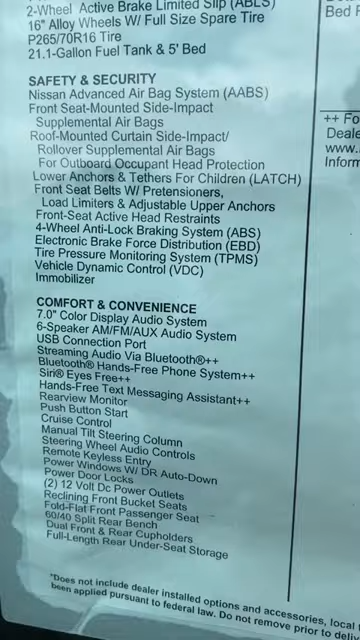 2-Wheel Active Brake Limited Slip (ABLS)
16" Alloy Wheels W/ Full Size Spare Tire
P265/70R16 Tire
21.1-Gallon Fuel Tank & 5' Bed
SAFETY & SECURITY
Nissan Advanced Air Bag System (AABS)
Front Seat-Mounted Side-Impact
Supplemental Air Bags
Roof-Mounted Curtain Side-Impact/
Rollover Supplemental Air Bags
For Outboard Occupant Head Protection
Lower Anchors & Tethers For Children (LATCH)
Front Seat Belts W/ Pretensioners,
Load Limiters & Adjustable Upper Anchors
Front-Seat Active Head Restraints
4-Wheel Anti-Lock Braking System (ABS)
Electronic Brake Force Distribution (EBD)
Tire Pressure Monitoring System (TPMS)
Vehicle Dynamic Control (VDC)
Immobilizer
COMFORT & CONVENIENCE
7.0" Color Display Audio System
6-Speaker AM/FM/AUX Audio System
USB Connection Port
Streaming Audio Via Bluetooth®++
Bluetooth® Hands-Free Phone System++
Siri® Eyes Free++
Hands-Free Text Messaging Assistant++
Rearview Monitor
Push Button Start
Cruise Control
Manual Tilt Steering Column
Steering Wheel Audio Controls
Remote Keyless Entry
Power Windows W/ DR Auto-Down
Power Door Locks
(2) 12 Volt Dc Power Outlets
Reclining Front Bucket Seats
Fold-Flat Front Passenger Seat
60/40 Split Rear Bench
Dual Front & Rear Cupholders
Full-Length Rear Under-Seat Storage
Bed
++ Fo
Deale
www.
Inform
*Does not include dealer installed options and accessories, local
been applied pursuant to federal law. Do not remove prior to deliv